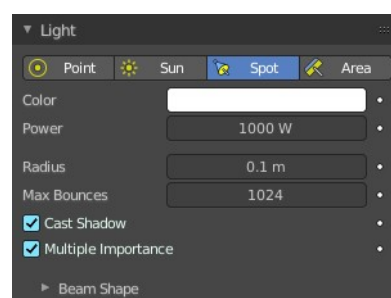 Light
Point Sun Spot Area
Color
Power 1000 W
Radius 0.1 m
Max Bounces 1024
Cast Shadow
Multiple Importance
Beam Shape